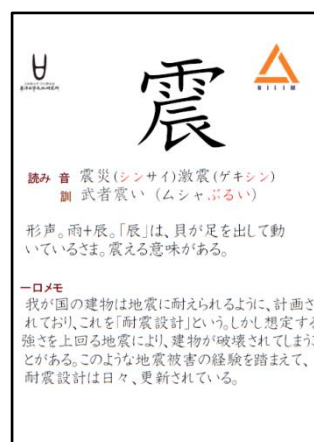 震
NILIM
読み 音 震災(シンサイ)激震(ゲキシン)
訓 武者震い (ムシャぶるい)
形声。雨+辰。「辰」は、貝が足を出して動
いているさま。震える意味がある。
一口メモ
我が国の建物は地震に耐えられるように、計画さ
れており、これを「耐震設計」という。しかし想定する
強さを上回る地震により、建物が破壊されてしまうこ
とがある。このような地震被害の経験を踏まえて、
耐震設計は日々、更新されている。